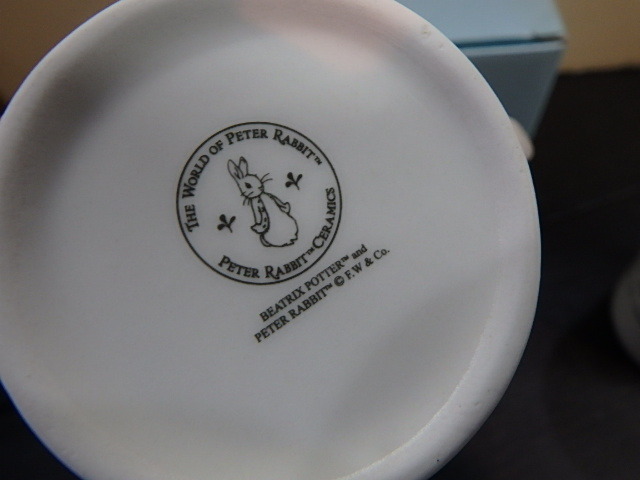 THE WORLD OF PETER RABBIT™
PETER RABBIT™ CERAMICS
BEATRIX POTTER™ and
PETER RABBIT™ © F.W & Co.